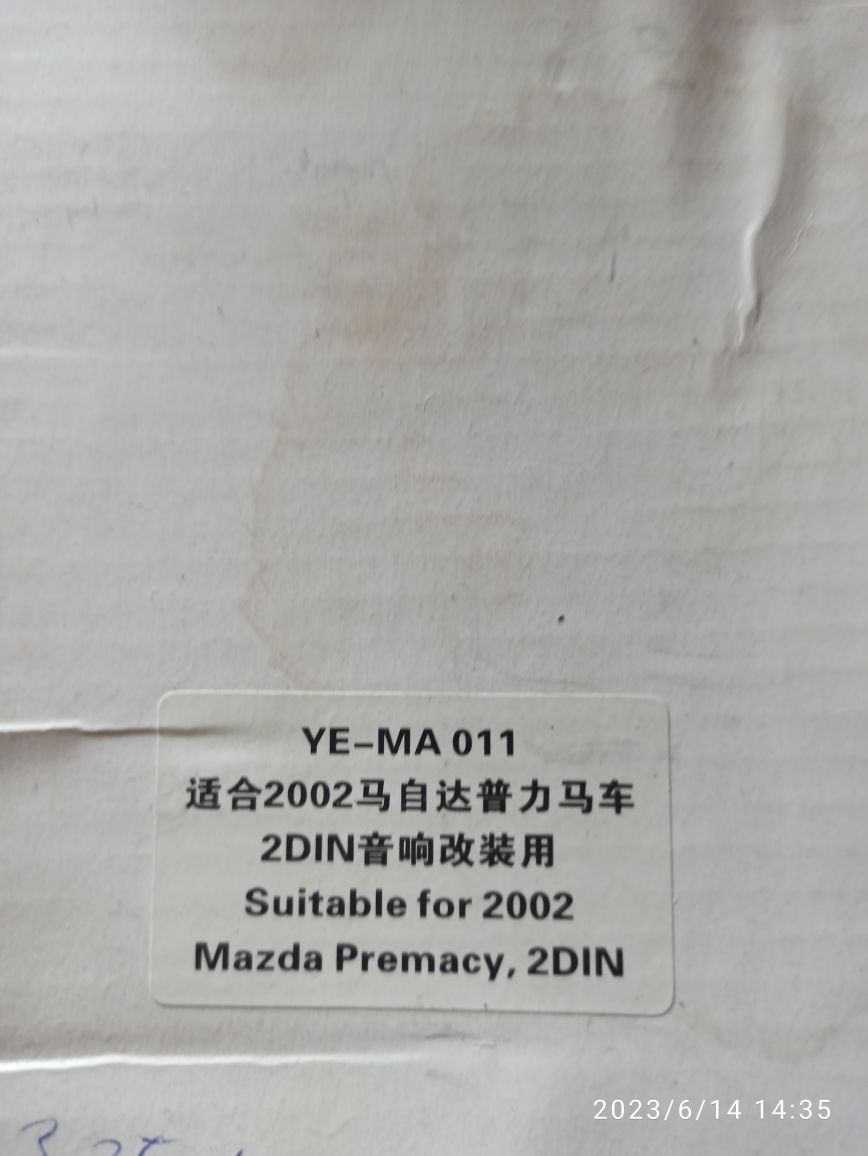 YE-MA 011
适合2002马自达普力马车
2DIN音响改装用
Suitable for 2002
Mazda Premacy, 2DIN
2023/6/14 14:35